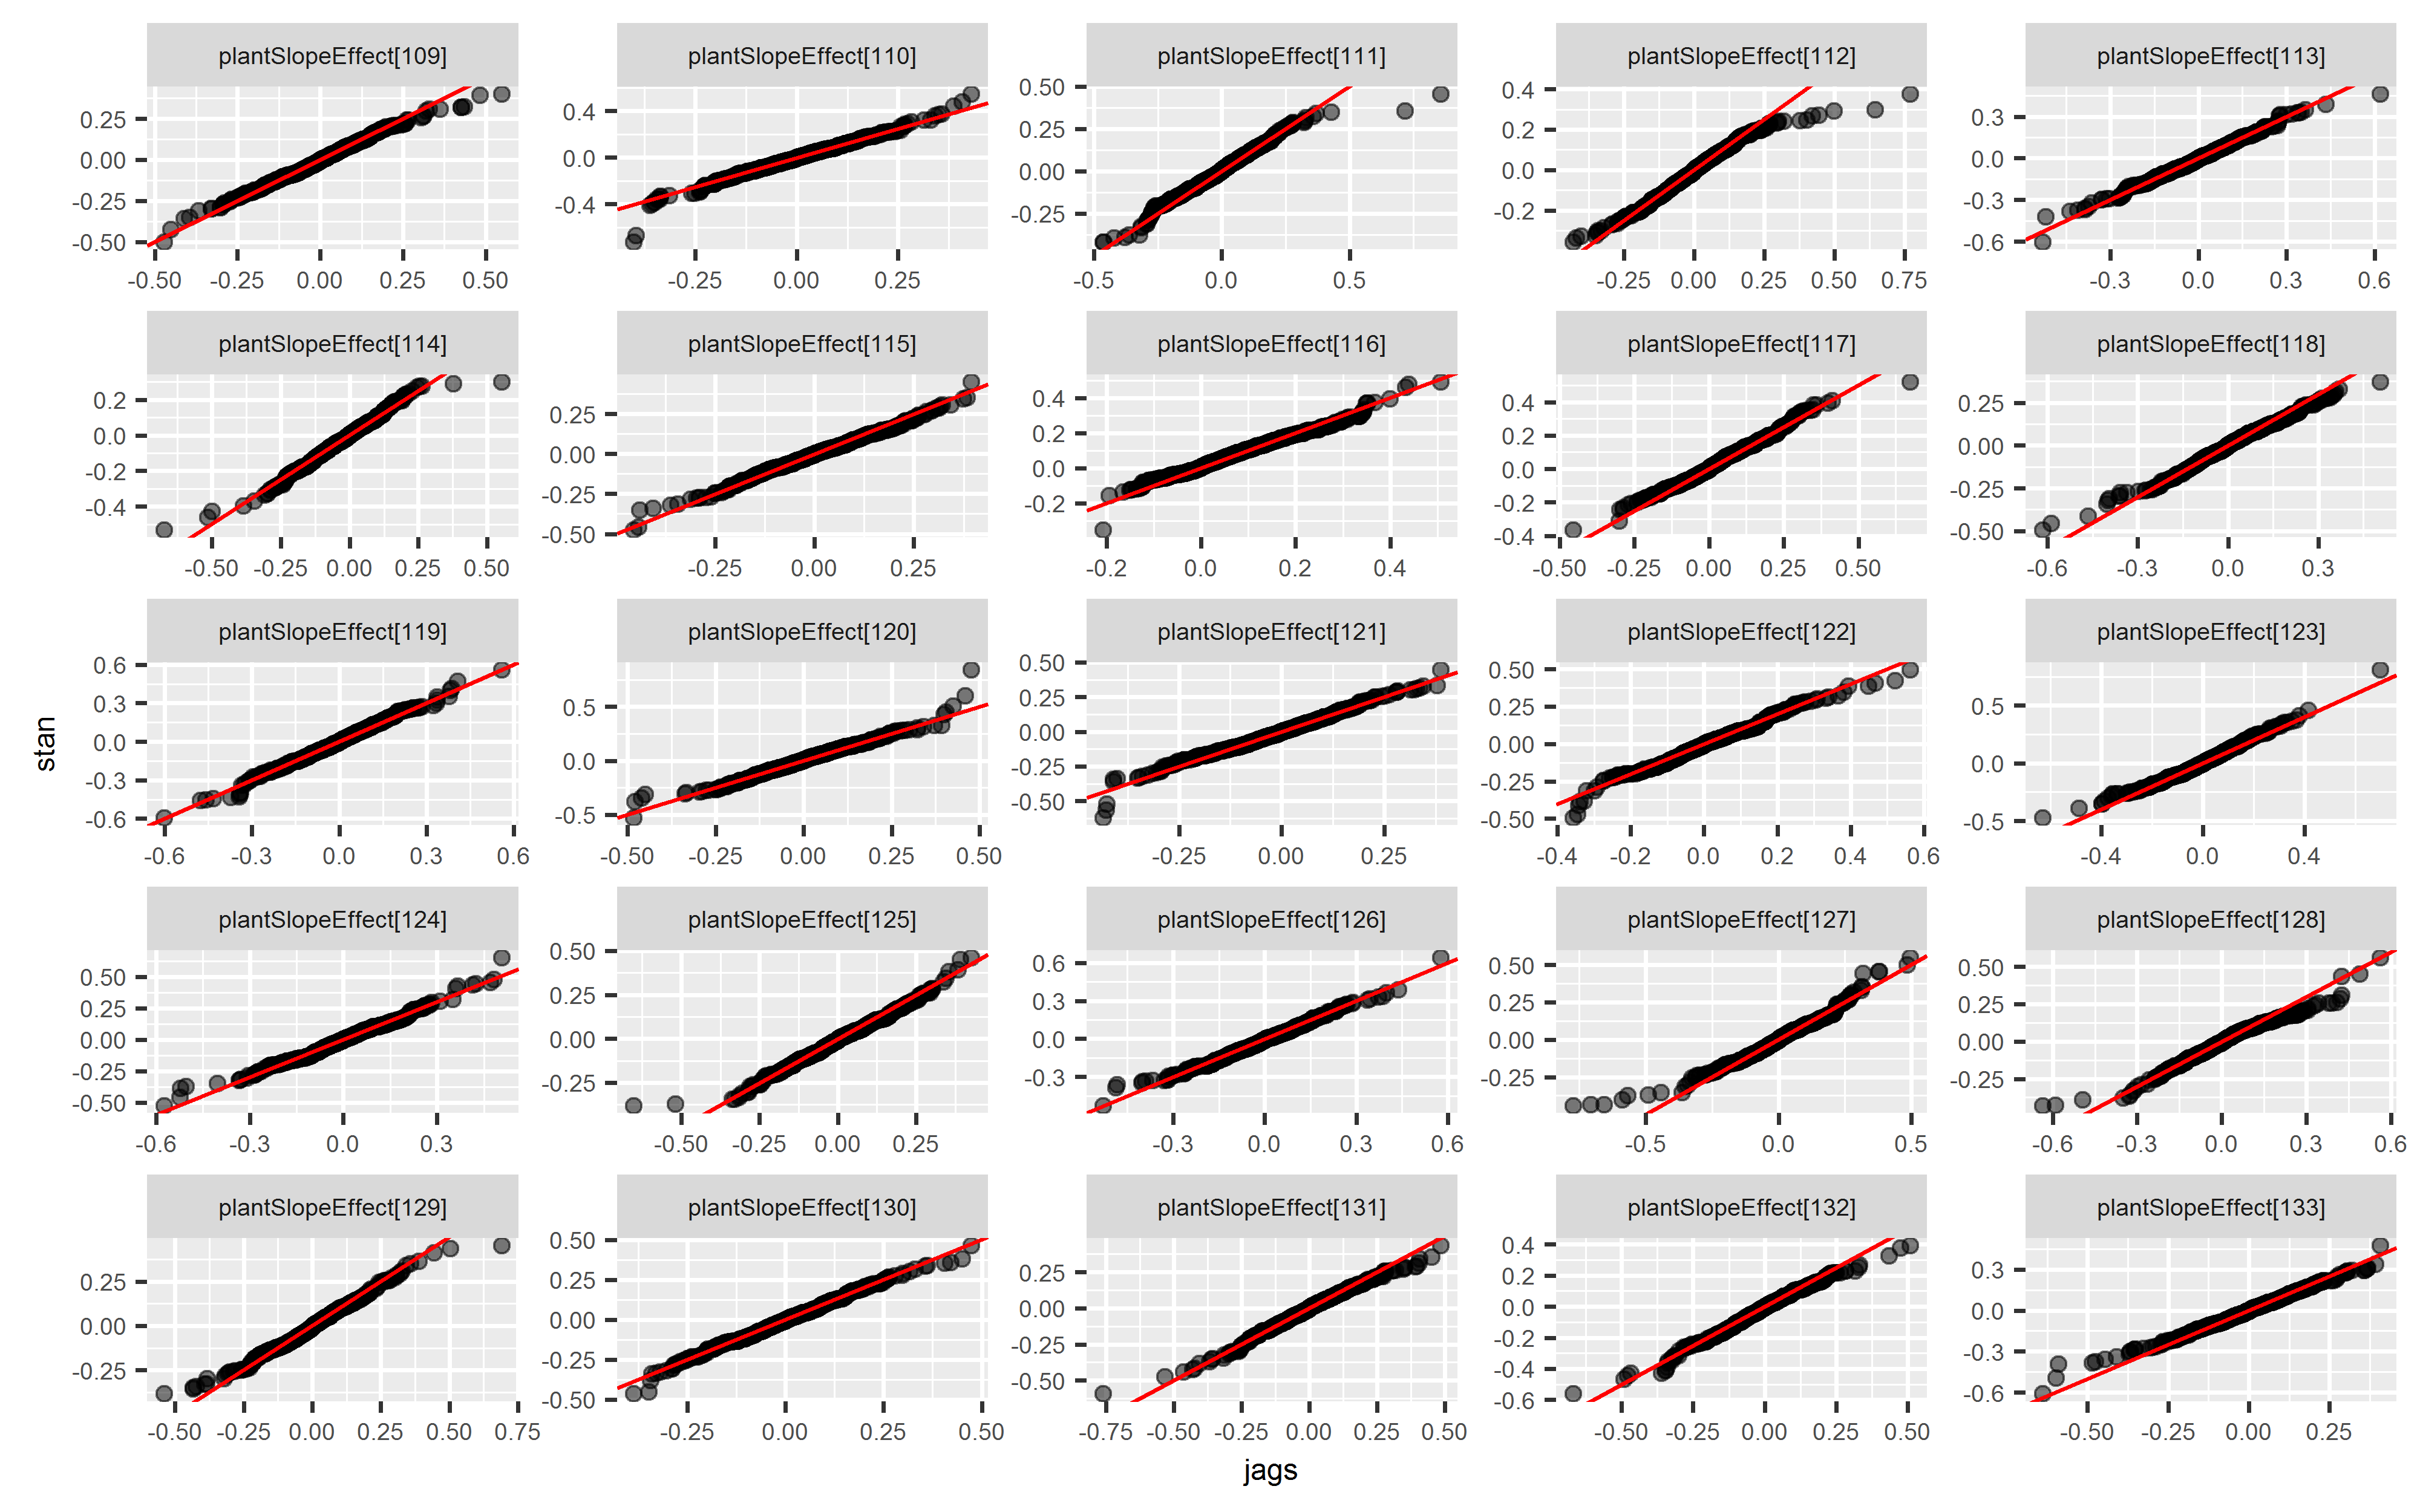 plantSlopeEffect[109] plantSlopeEffect[110] plantSlopeEffect[111] plantSlopeEffect[112] plantSlopeEffect[113]
0.25 0.00 -0.25 -0.50
0.4 0.0 -0.4
0.50 0.25 0.00 -0.25
0.4 0.2 0.0 -0.2
0.3 0.0 -0.3 -0.6
-0.50 -0.25 0.00 0.25 0.50
-0.25 0.00 0.25
-0.5 0.0 0.5
-0.25 0.00 0.25 0.50 0.75
-0.3 0.0 0.3 0.6
plantSlopeEffect[114] plantSlopeEffect[115] plantSlopeEffect[116] plantSlopeEffect[117] plantSlopeEffect[118]
0.2 0.0 -0.2 -0.4
0.25 0.00 -0.25 -0.50
0.4 0.2 0.0 -0.2
0.4 0.2 0.0 -0.2 -0.4
0.25 0.00 -0.25 -0.50
-0.50 -0.25 0.00 0.25 0.50
-0.25 0.00 0.25
-0.2 0.0 0.2 0.4
-0.50 -0.25 0.00 0.25 0.50
-0.6 -0.3 0.0 0.3
plantSlopeEffect[119] plantSlopeEffect[120] plantSlopeEffect[121] plantSlopeEffect[122] plantSlopeEffect[123]
0.6 0.3 0.0 -0.3 -0.6
0.5 0.0 -0.5
0.50 0.25 0.00 -0.25 -0.50
0.50 0.25 0.00 -0.25 -0.50
0.5 0.0 -0.5
-0.6 -0.3 0.0 0.3 0.6
-0.50 -0.25 0.00 0.25 0.50
-0.25 0.00 0.25
-0.4 -0.2 0.0 0.2 0.4 0.6
-0.4 0.0 0.4
stan
plantSlopeEffect[124] plantSlopeEffect[125] plantSlopeEffect[126] plantSlopeEffect[127] plantSlopeEffect[128]
0.50 0.25 0.00 -0.25 -0.50
0.50 0.25 0.00 -0.25
0.6 0.3 0.0 -0.3
0.50 0.25 0.00 -0.25
0.50 0.25 0.00 -0.25
-0.6 -0.3 0.0 0.3
-0.50 -0.25 0.00 0.25
-0.3 0.0 0.3 0.6
-0.5 0.0 0.5
-0.6 -0.3 0.0 0.3 0.6
plantSlopeEffect[129] plantSlopeEffect[130] plantSlopeEffect[131] plantSlopeEffect[132] plantSlopeEffect[133]
0.25 0.00 -0.25
0.50 0.25 0.00 -0.25 -0.50
0.25 0.00 -0.25 -0.50
0.4 0.2 0.0 -0.2 -0.4 -0.6
0.3 0.0 -0.3 -0.6
-0.50 -0.25 0.00 0.25 0.50 0.75
-0.25 0.00 0.25 0.50
-0.75 -0.50 -0.25 0.00 0.25 0.50
-0.50 -0.25 0.00 0.25 0.50
-0.50 -0.25 0.00 0.25
jags